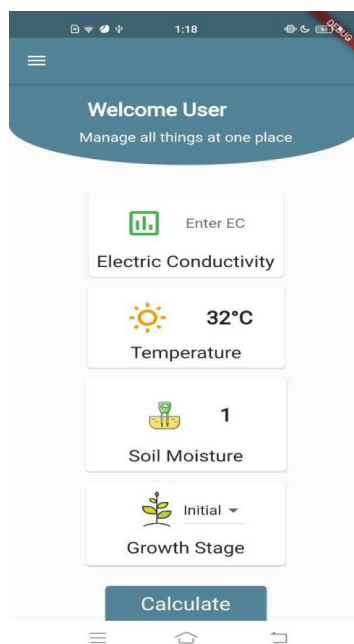 1:18
DEBUG
Welcome User
Manage all things at one place
Enter EC
Electric Conductivity
32°C
Temperature
1
Soil Moisture
Initial
Growth Stage
Calculate